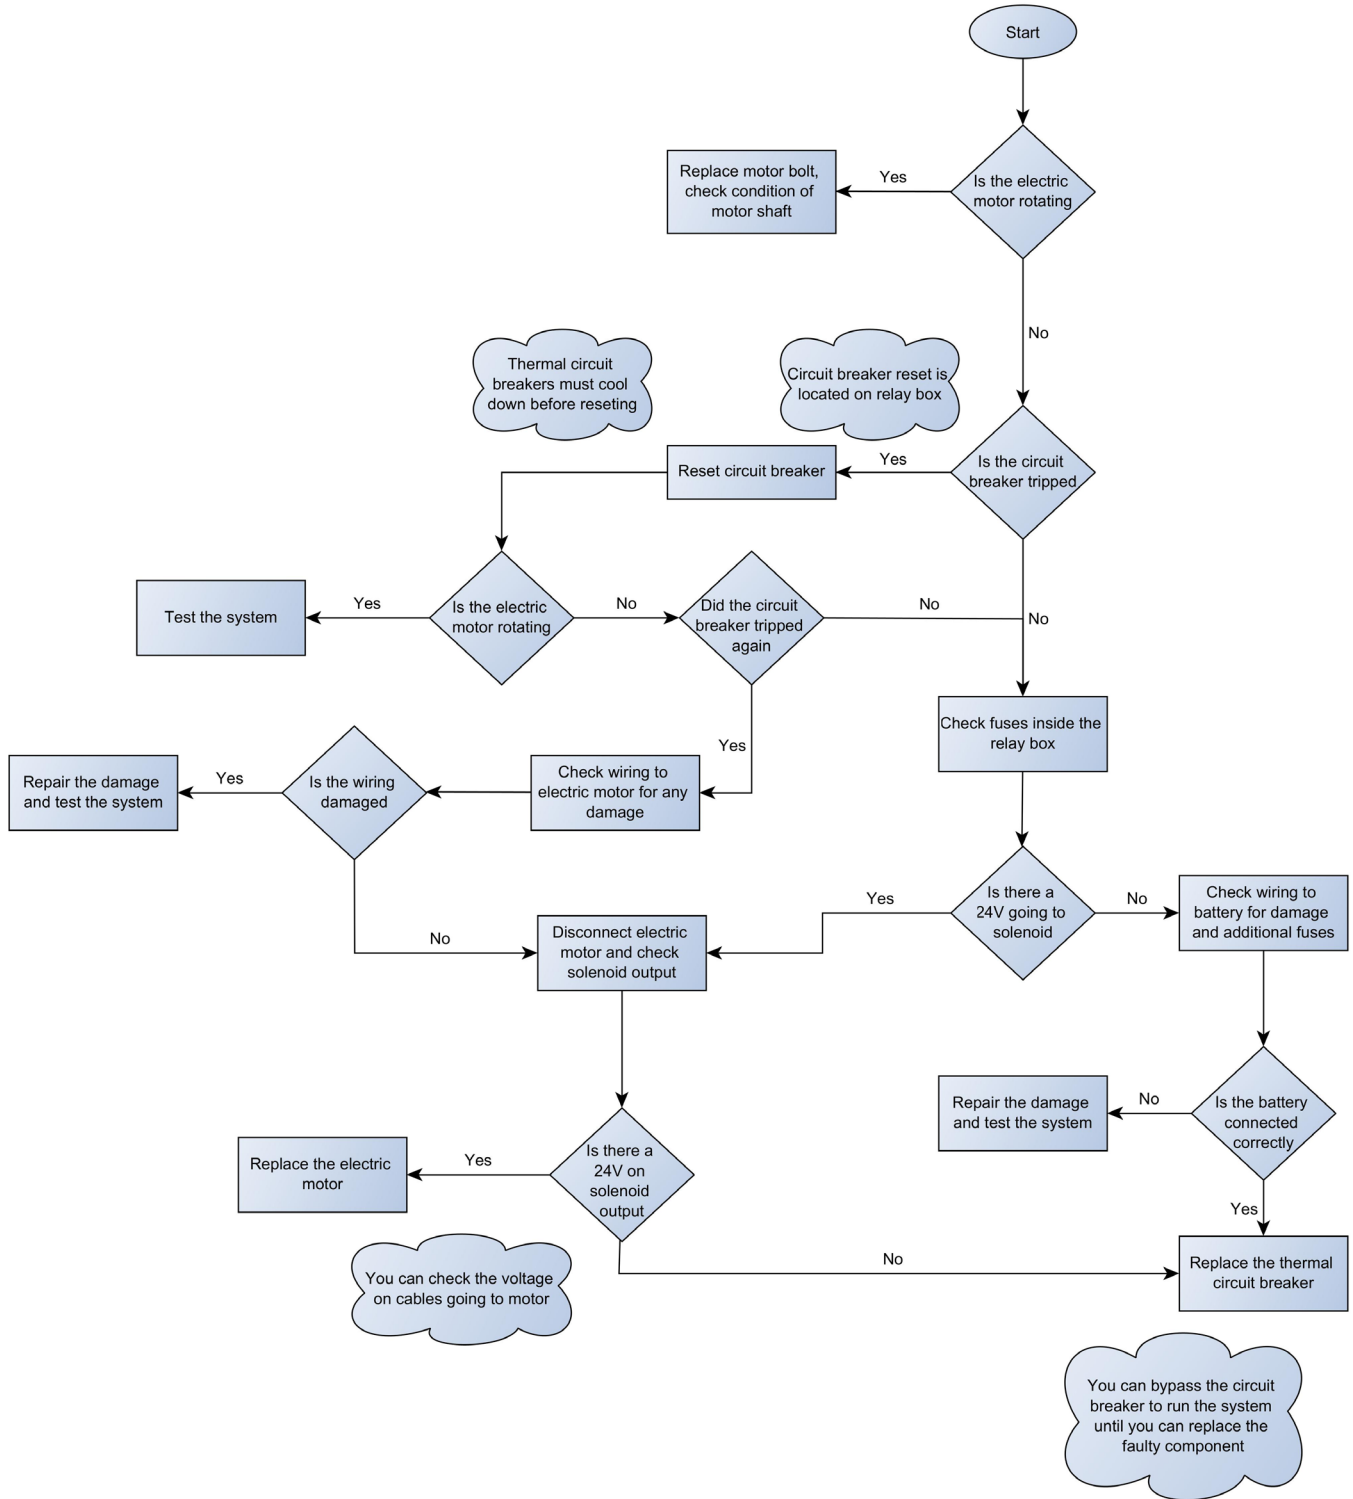 Start
Is the electric
motor rotating
Yes
Replace motor bolt,
check condition of
motor shaft
No
Thermal circuit
breakers must cool
down before reseting
Circuit breaker reset is
located on relay box
Is the circuit
breaker tripped
Yes
Reset circuit breaker
Is the electric
motor rotating
Yes
Test the system
No
Did the circuit
breaker tripped
again
No
No
Yes
Check fuses inside the
relay box
Check wiring to
electric motor for any
damage
Is the wiring
damaged
Yes
Repair the damage
and test the system
No
Is there a
24V going to
solenoid
Yes
No
Check wiring to
battery for damage
and additional fuses
Disconnect electric
motor and check
solenoid output
Is the battery
connected
correctly
No
Repair the damage
and test the system
Yes
Is there a
24V on
solenoid
output
Yes
Replace the electric
motor
No
Replace the thermal
circuit breaker
You can check the voltage
on cables going to motor
You can bypass the circuit
breaker to run the system
until you can replace the
faulty component